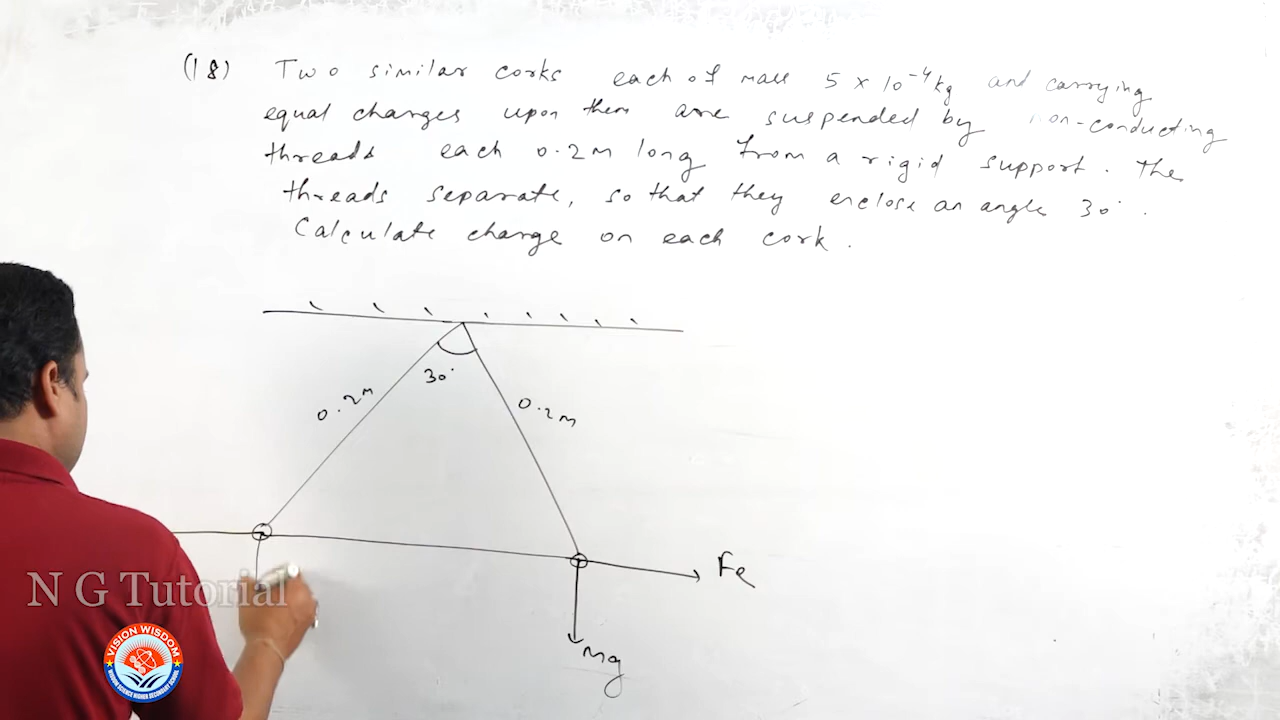 (18) Two similar corks each of mass 5 × 10⁻⁴ kg and carrying
equal charges upon them are suspended by non-conducting
threads each 0.2m long from a rigid support. The
threads separate, so that they enclose an angle 30°.
Calculate charge on each cork.
30°
0.2m
0.2m
Fe
mg
N G Tutorial
VISION WISDOM